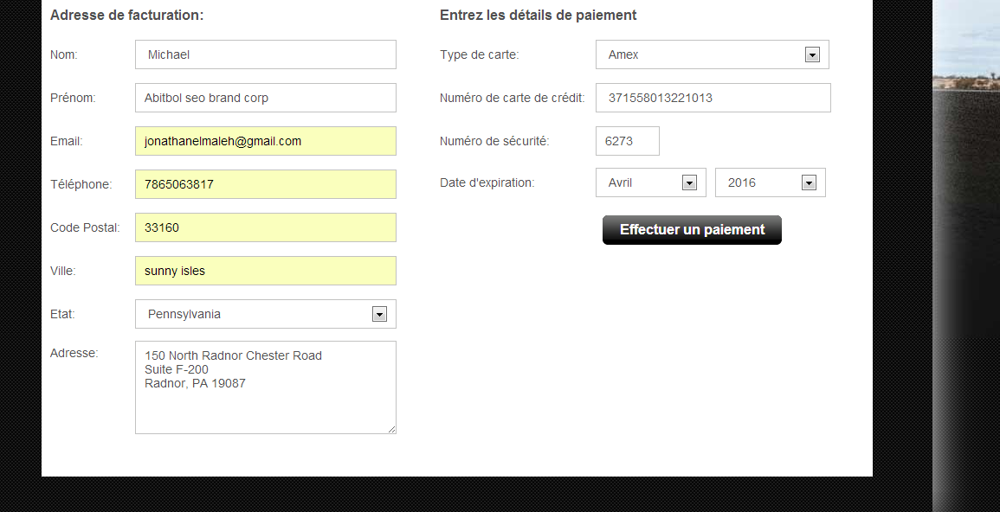 Adresse de facturation:
Nom: Michael
Prénom: Abitbol seo brand corp
Email: jonathanelmaleh@gmail.com
Téléphone: 7865063817
Code Postal: 33160
Ville: sunny isles
Etat: Pennsylvania
Adresse: 150 North Radnor Chester Road
Suite F-200
Radnor, PA 19087
Entrez les détails de paiement
Type de carte: Amex
Numéro de carte de crédit: 371558013221013
Numéro de sécurité: 6273
Date d'expiration: Avril 2016
Effectuer un paiement